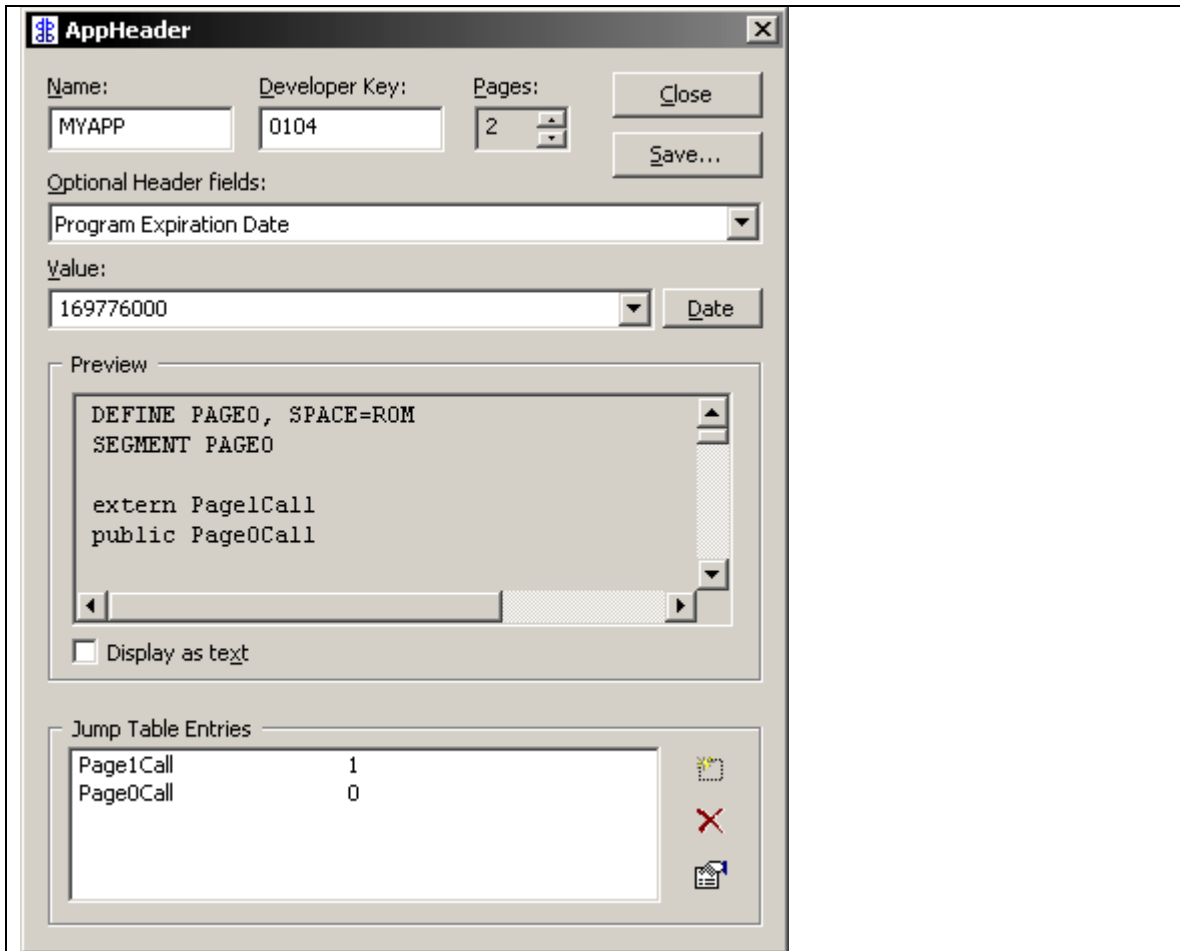 AppHeader
Name: Developer Key: Pages:
Close
MYAPP 0104 2
Save...
Optional Header fields:
Program Expiration Date
Value:
169776000 Date
Preview
DEFINE PAGE0, SPACE=ROM
SEGMENT PAGE0
extern Page1Call
public Page0Call
Display as text
Jump Table Entries
Page1Call 1
Page0Call 0